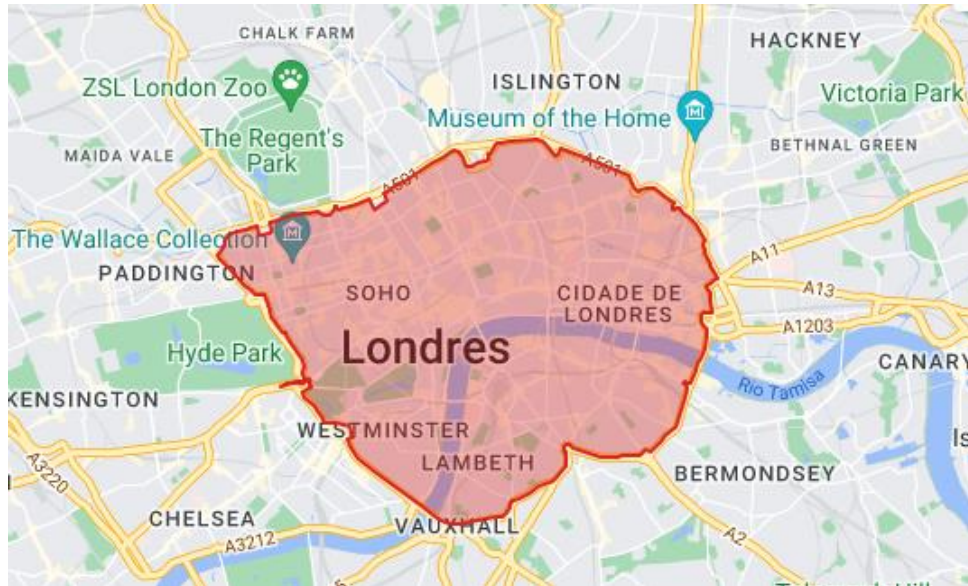 CHALK FARM
HACKNEY
ZSL London Zoo
ISLINGTON
Victoria Park
Museum of the Home
The Regent's
Park
MAIDA VALE
BETHNAL GREEN
A501
A501
The Wallace Collection
PADDINGTON
A11
SOHO
CIDADE DE
LONDRES
A13
A1203
Londres
Hyde Park
CANARY
Rio Tamisa
KENSINGTON
WESTMINSTER
LAMBETH
BERMONDSEY
Is
A3220
CHELSEA
VAUXHALL
A3212
A2